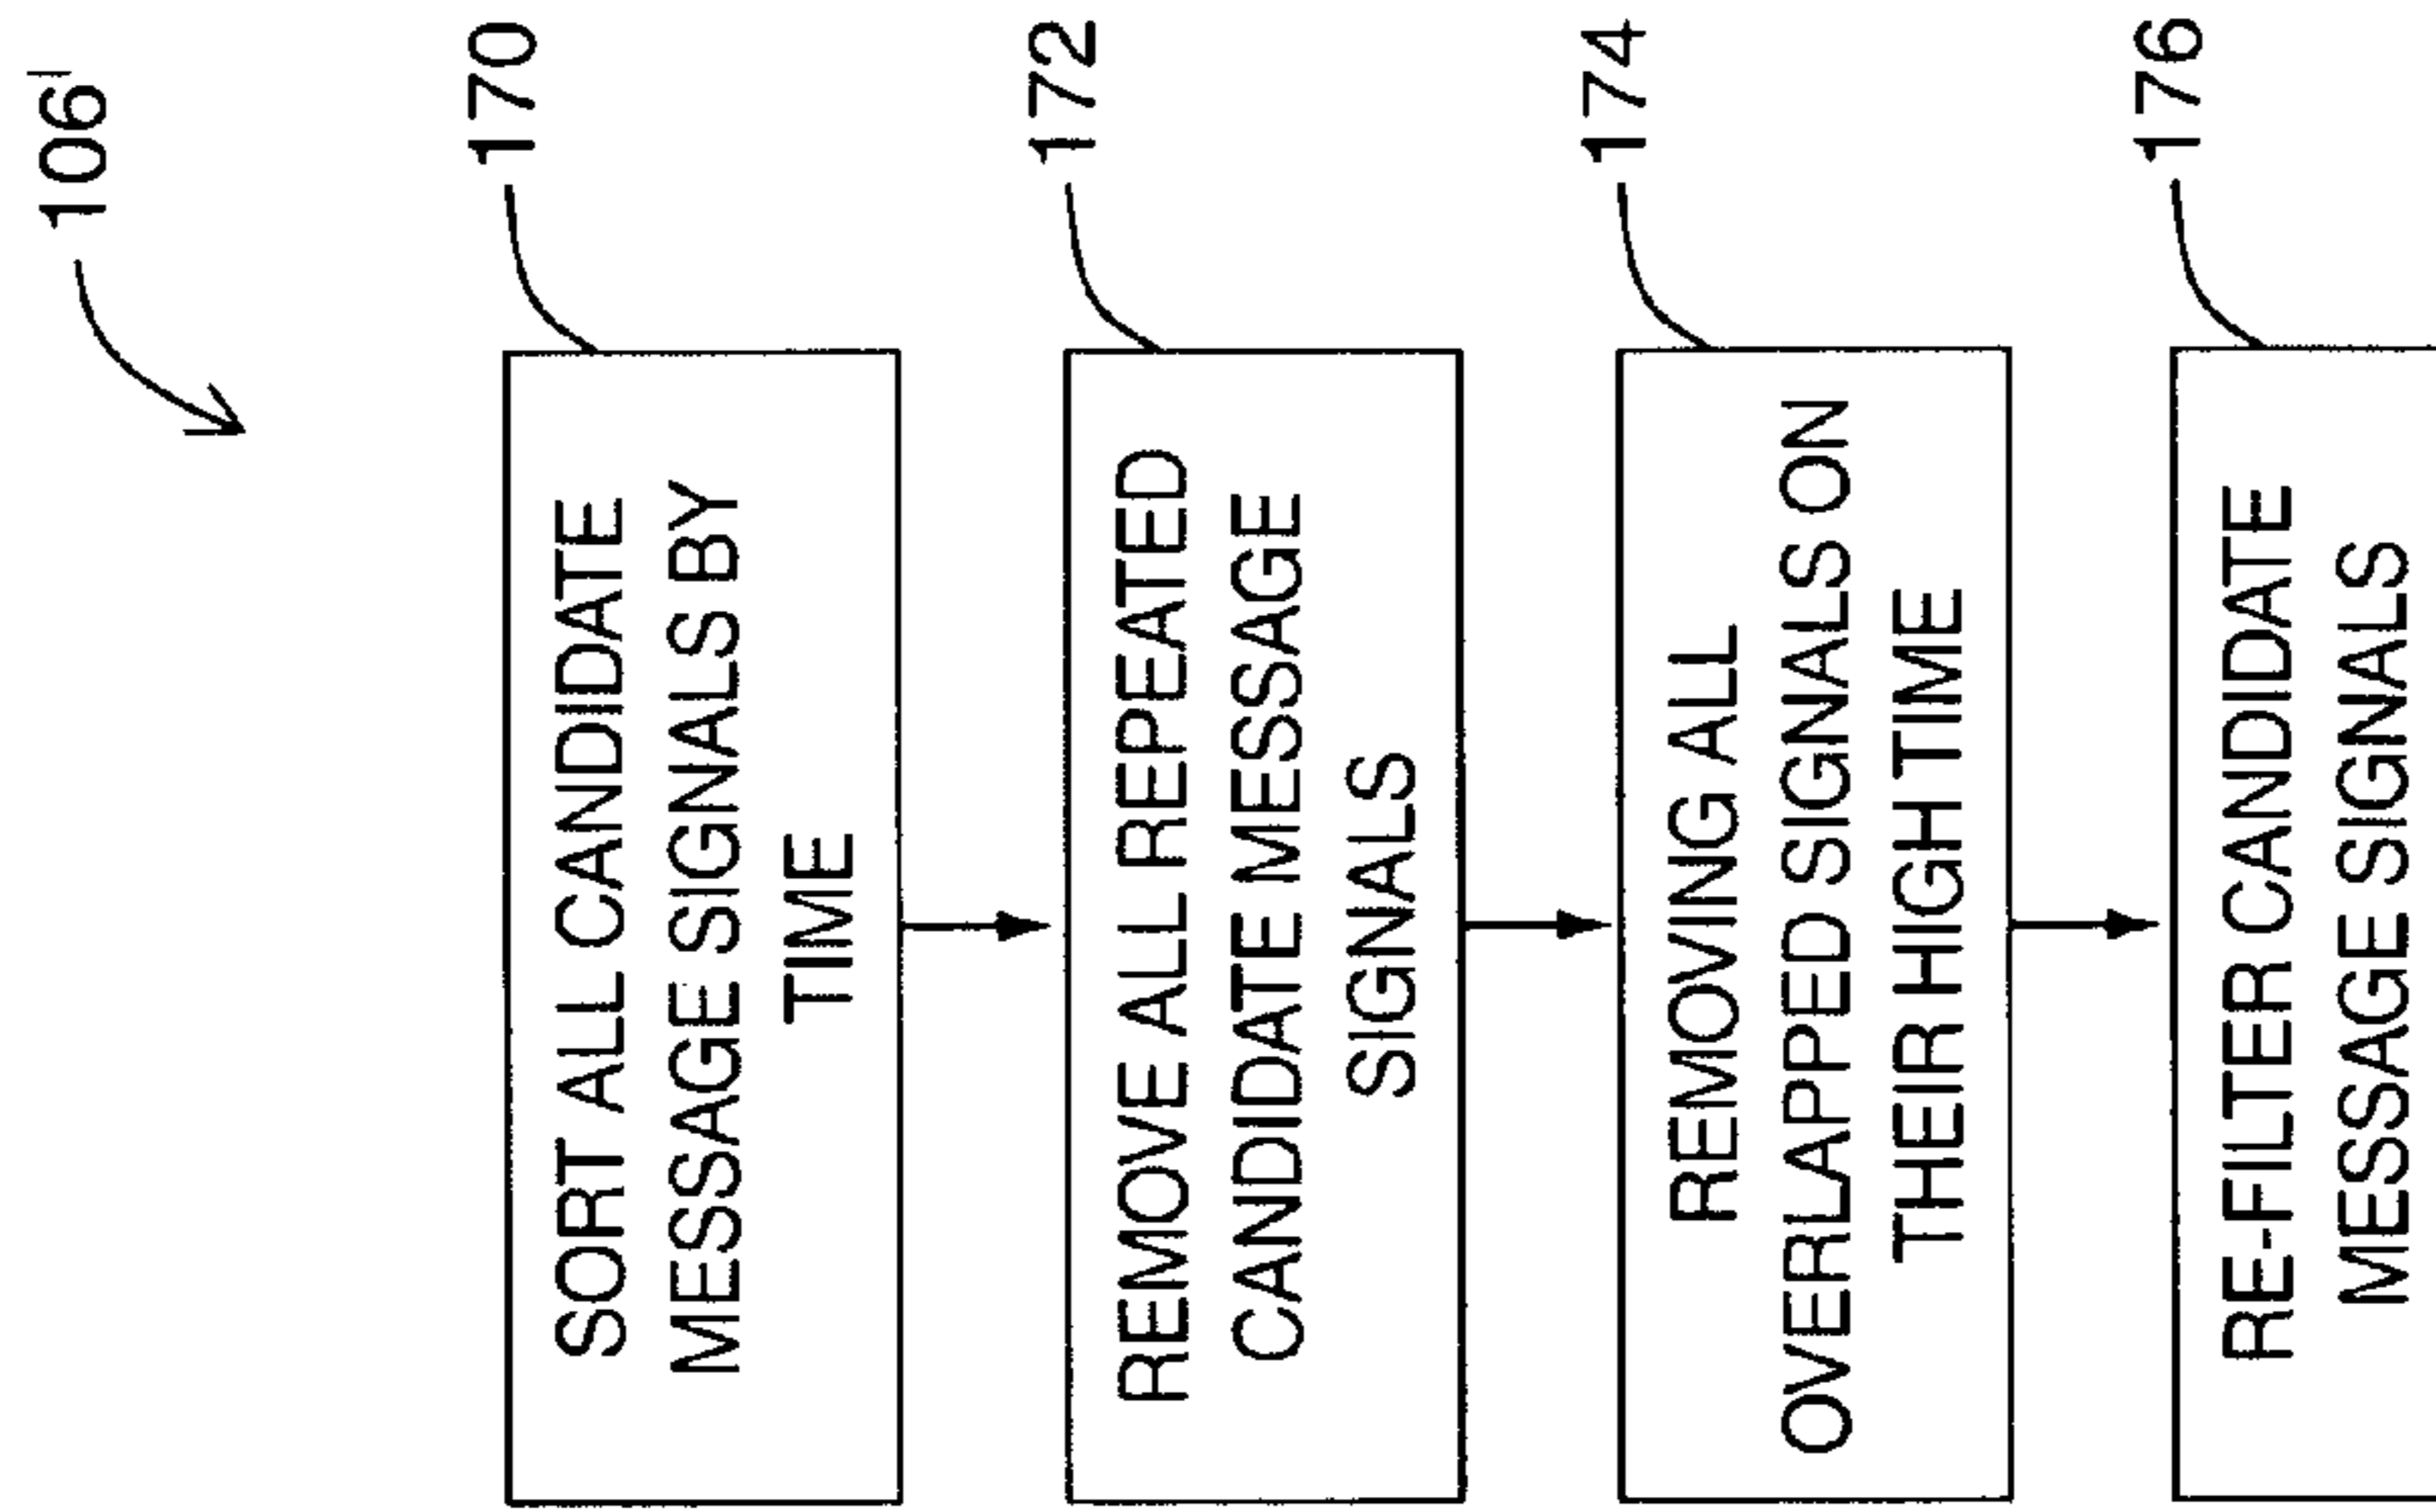 106'
170
SORT ALL CANDIDATE
MESSAGE SIGNALS BY
TIME
172
REMOVE ALL REPEATED
CANDIDATE MESSAGE
SIGNALS
174
REMOVING ALL
OVERLAPPED SIGNALS ON
THEIR HIGH TIME
176
RE-FILTER CANDIDATE
MESSAGE SIGNALS